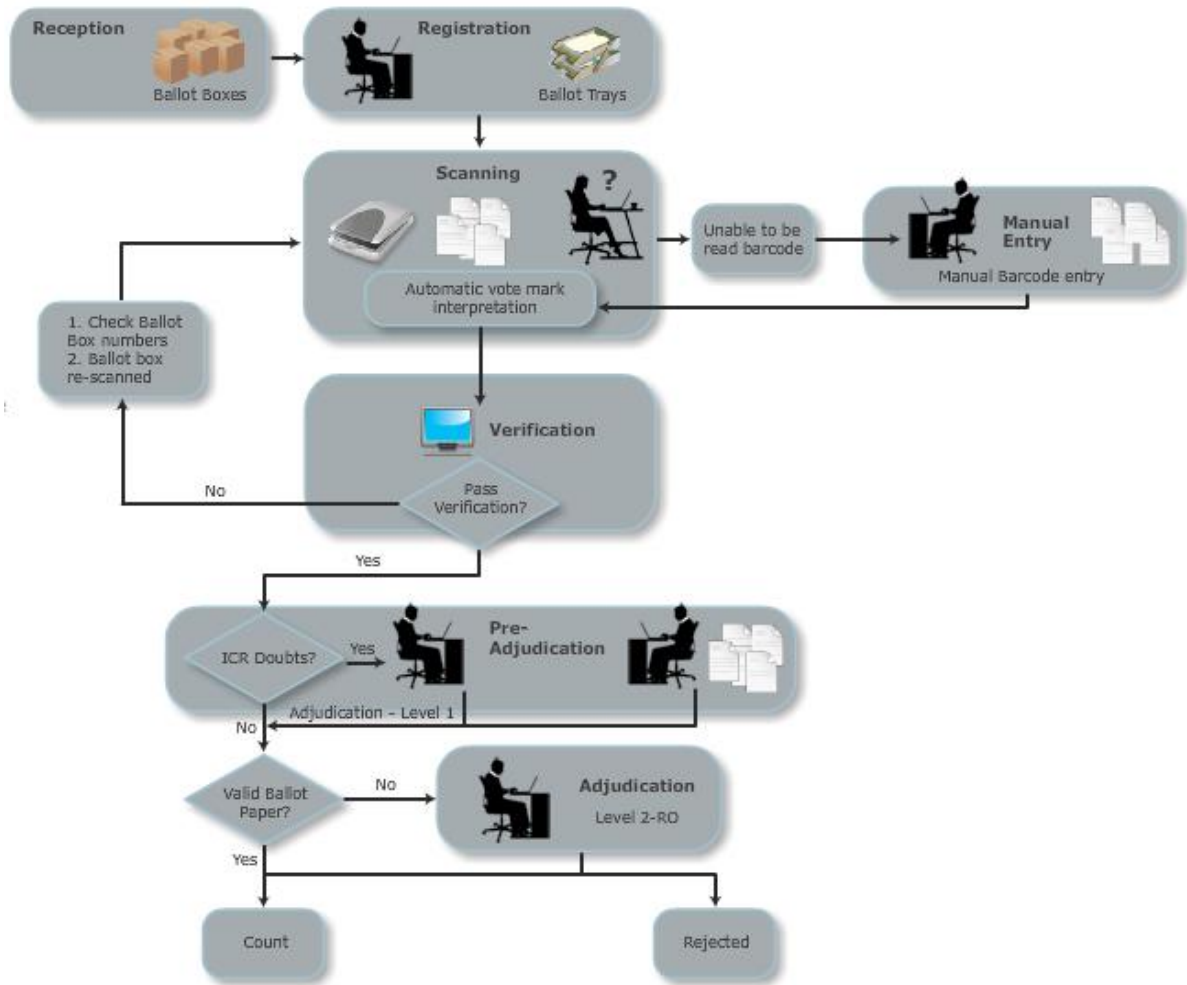 Reception
Ballot Boxes
Registration
Ballot Trays
Scanning
?
Automatic vote mark
interpretation
Unable to be
read barcode
Manual
Entry
Manual Barcode entry
1. Check Ballot
Box numbers
2. Ballot box
re-scanned
Verification
Pass
Verification?
No
Yes
ICR Doubts?
Yes
Pre-
Adjudication
Adjudication - Level 1
No
Valid Ballot
Paper?
No
Adjudication
Level 2-RO
Yes
Count
Rejected